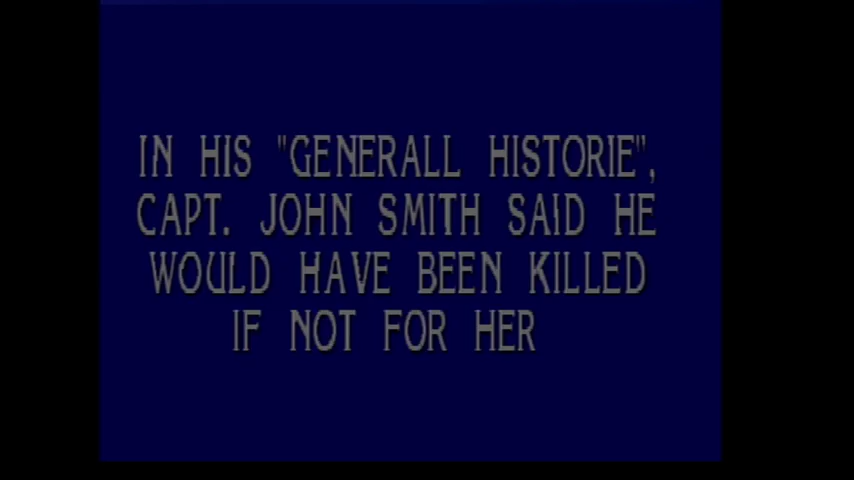 IN HIS "GENERALL HISTORIE",
CAPT. JOHN SMITH SAID HE
WOULD HAVE BEEN KILLED
IF NOT FOR HER